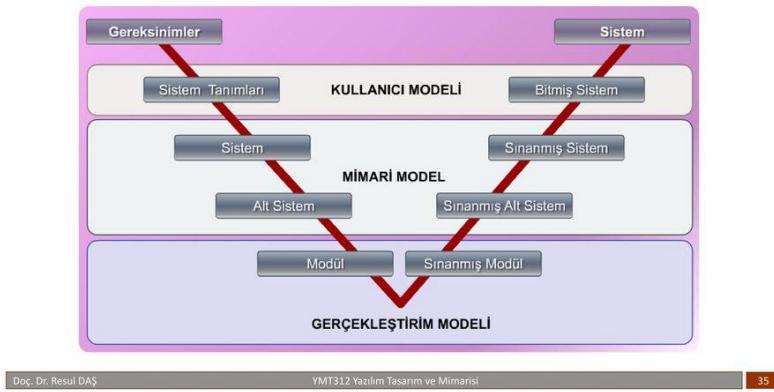 Gereksinimler
Sistem
Sistem Tanımları
KULLANICI MODELİ
Bitmiş Sistem
Sistem
Sınanmış Sistem
MİMARİ MODEL
Alt Sistem
Sınanmış Alt Sistem
Modül
Sınanmış Modül
GERÇEKLEŞTİRİM MODELİ
Doç. Dr. Resul DAŞ
YMT312 Yazılım Tasarım ve Mimarisi
35